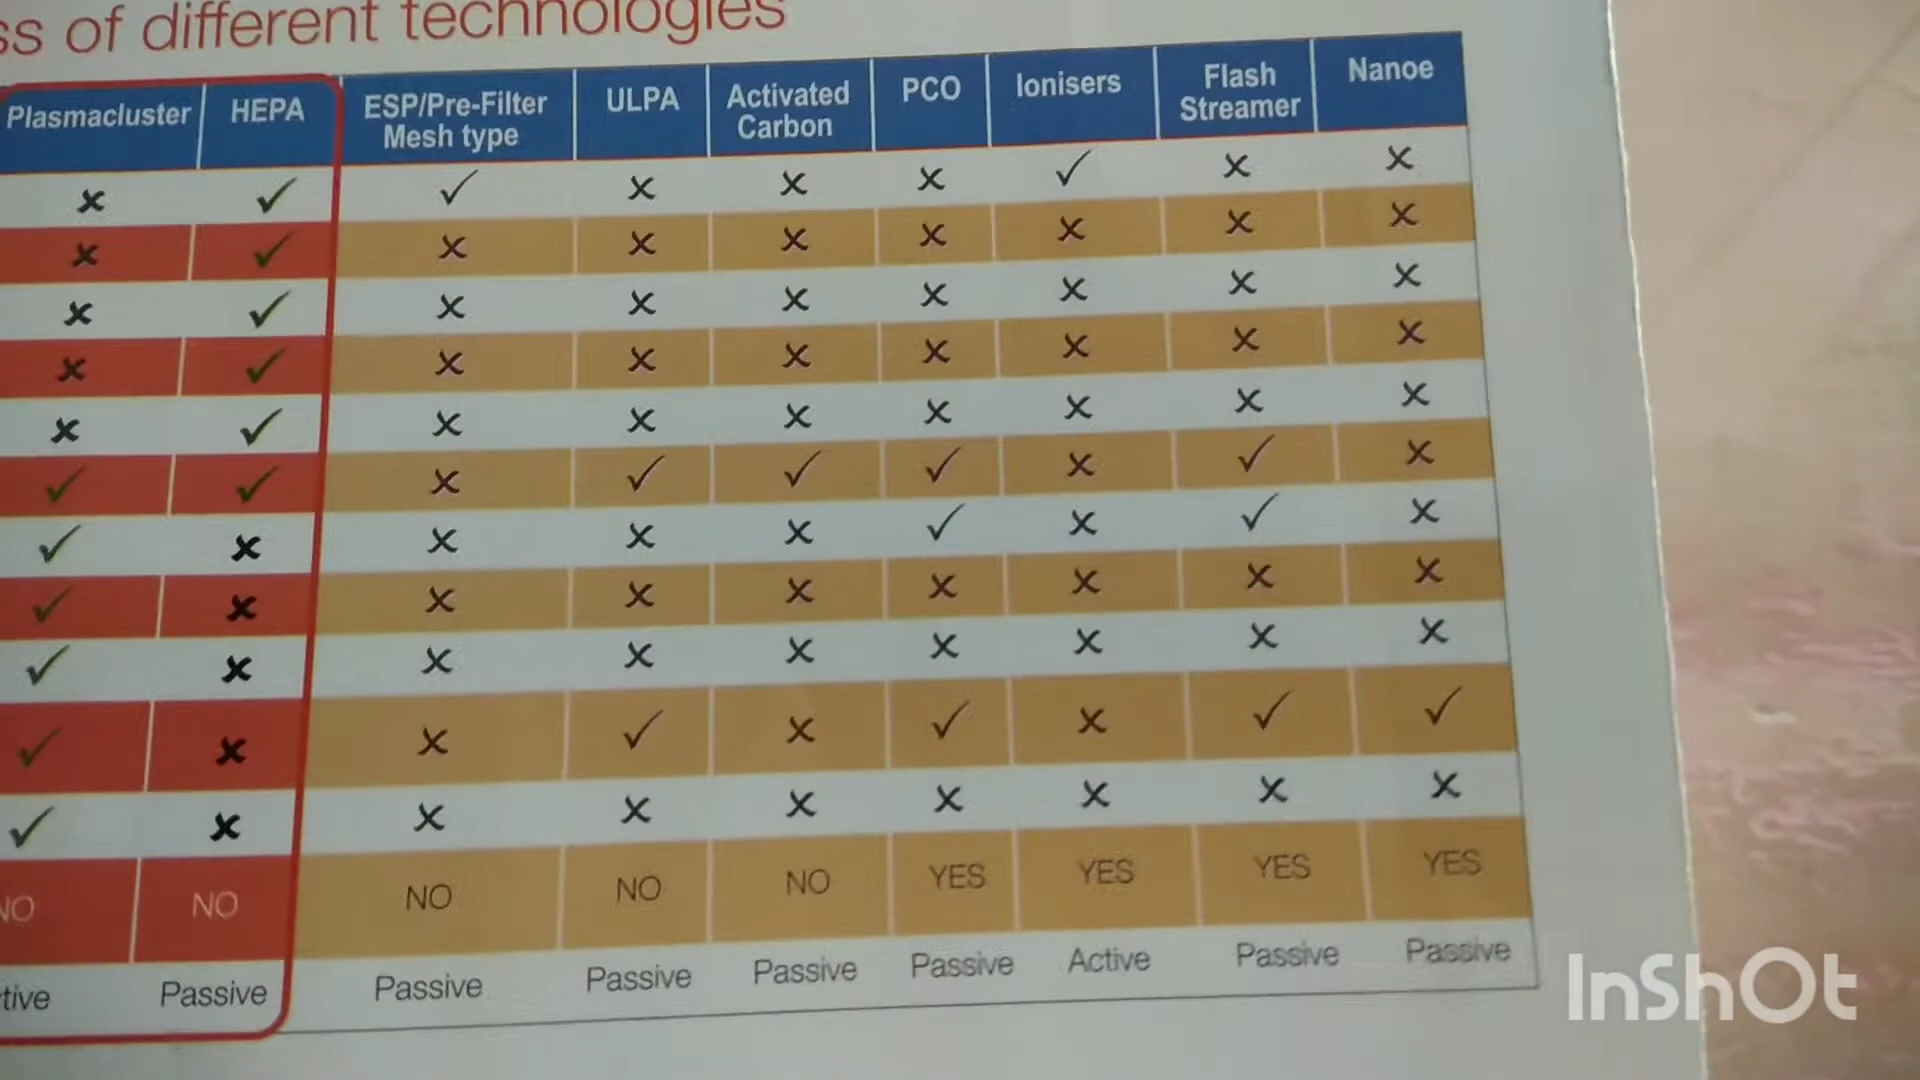 of different technologies
Plasmacluster HEPA ESP/Pre-Filter Mesh type ULPA Activated Carbon PCO Ionisers Flash Streamer Nanoe
✗ ✓ ✓ ✗ ✗ ✗ ✓ ✗ ✗
✗ ✓ ✗ ✗ ✗ ✗ ✗ ✗ ✗
✗ ✓ ✗ ✗ ✗ ✗ ✗ ✗ ✗
✗ ✓ ✗ ✗ ✗ ✗ ✗ ✗ ✗
✗ ✓ ✗ ✗ ✗ ✗ ✗ ✗ ✗
✓ ✓ ✗ ✓ ✓ ✓ ✗ ✓ ✗
✓ ✗ ✗ ✗ ✗ ✓ ✗ ✓ ✗
✓ ✗ ✗ ✗ ✗ ✗ ✗ ✗ ✗
✓ ✗ ✗ ✗ ✗ ✗ ✗ ✗ ✗
✓ ✗ ✗ ✓ ✗ ✓ ✗ ✓ ✓
✓ ✗ ✗ ✗ ✗ ✗ ✗ ✗ ✗
NO NO NO NO NO YES YES YES YES
tive Passive Passive Passive Passive Passive Active Passive Passive
InShOt